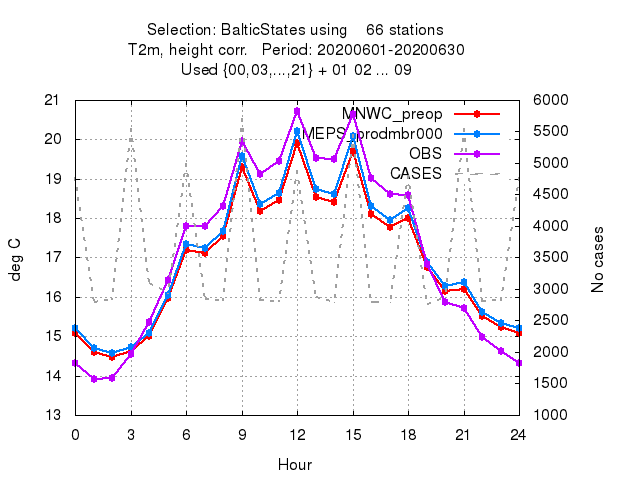 Selection: BalticStates using 66 stations
T2m, height corr. Period: 20200601-20200630
Used {00,03,...,21} + 01 02 ... 09
MNWC_preop
MEPS_prodmbr000
OBS
CASES
21
20
19
18
17
16
15
14
13
6000
5500
5000
4500
4000
3500
3000
2500
2000
1500
1000
deg C
No cases
0 3 6 9 12 15 18 21 24
Hour